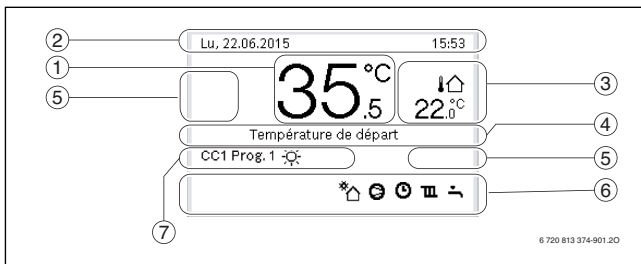 ② Lu, 22.06.2015 15:53
① 35.5 °C ③
⑤ 22.0 °C
Température de départ ④
CC1 Prog. 1 ⑤
⑥
⑦
6 720 813 374-901.2O